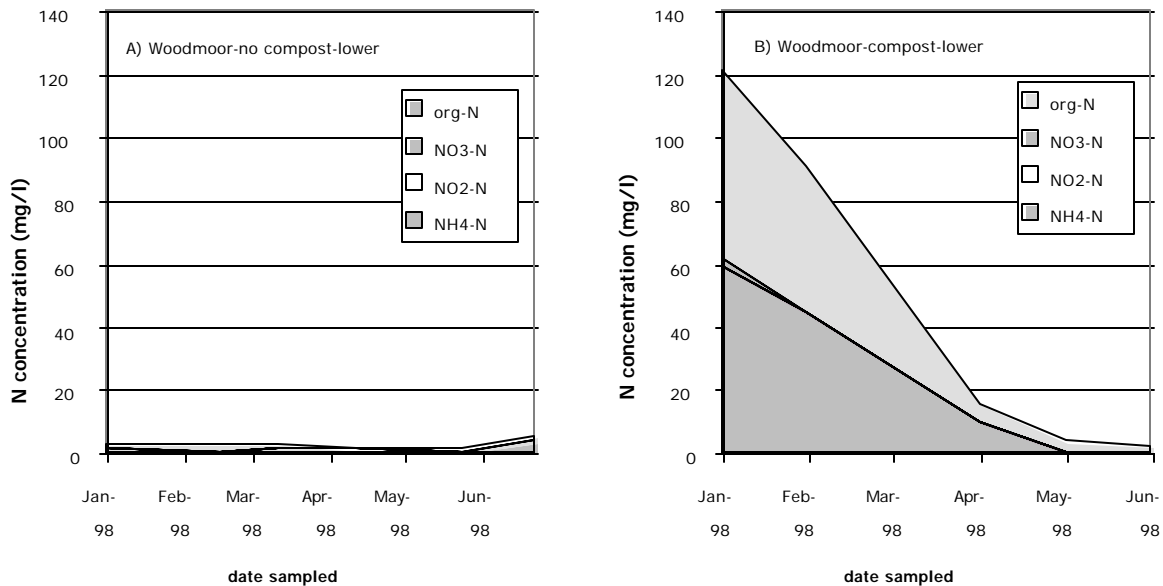 140
120
100
80
60
40
20
0
N concentration (mg/l)
A) Woodmoor-no compost-lower
org-N
NO3-N
NO2-N
NH4-N
Jan- Feb- Mar- Apr- May- Jun-
98 98 98 98 98 98
date sampled
140
120
100
80
60
40
20
0
N concentration (mg/l)
B) Woodmoor-compost-lower
org-N
NO3-N
NO2-N
NH4-N
Jan- Feb- Mar- Apr- May- Jun-
98 98 98 98 98 98
date sampled